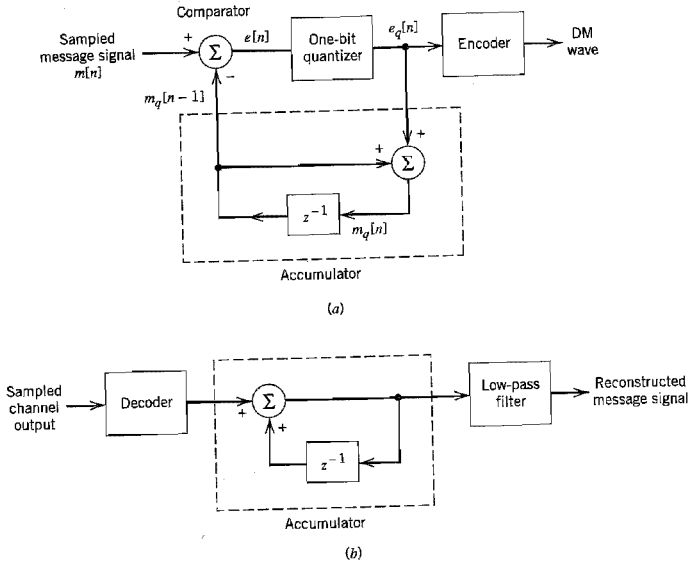 Comparator
Sampled
message signal
m[n]
+
Σ
−
e[n]
One-bit
quantizer
e_q[n]
Encoder
DM
wave
m_q[n − 1]
+
+
Σ
z⁻¹
m_q[n]
Accumulator
(a)
Sampled
channel
output
Decoder
+
Σ
+
z⁻¹
Low-pass
filter
Reconstructed
message signal
Accumulator
(b)